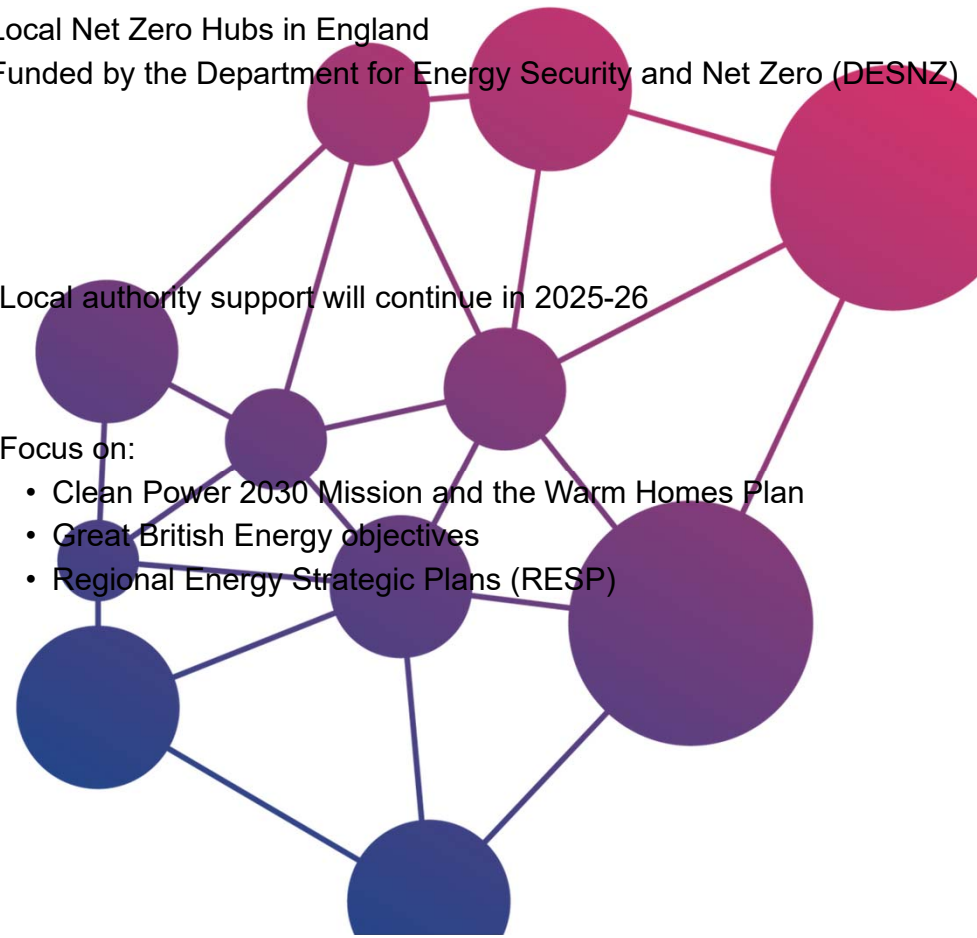 Local Net Zero Hubs in England
Funded by the Department for Energy Security and Net Zero (DESNZ)
Local authority support will continue in 2025-26
Focus on:
• Clean Power 2030 Mission and the Warm Homes Plan
• Great British Energy objectives
• Regional Energy Strategic Plans (RESP)